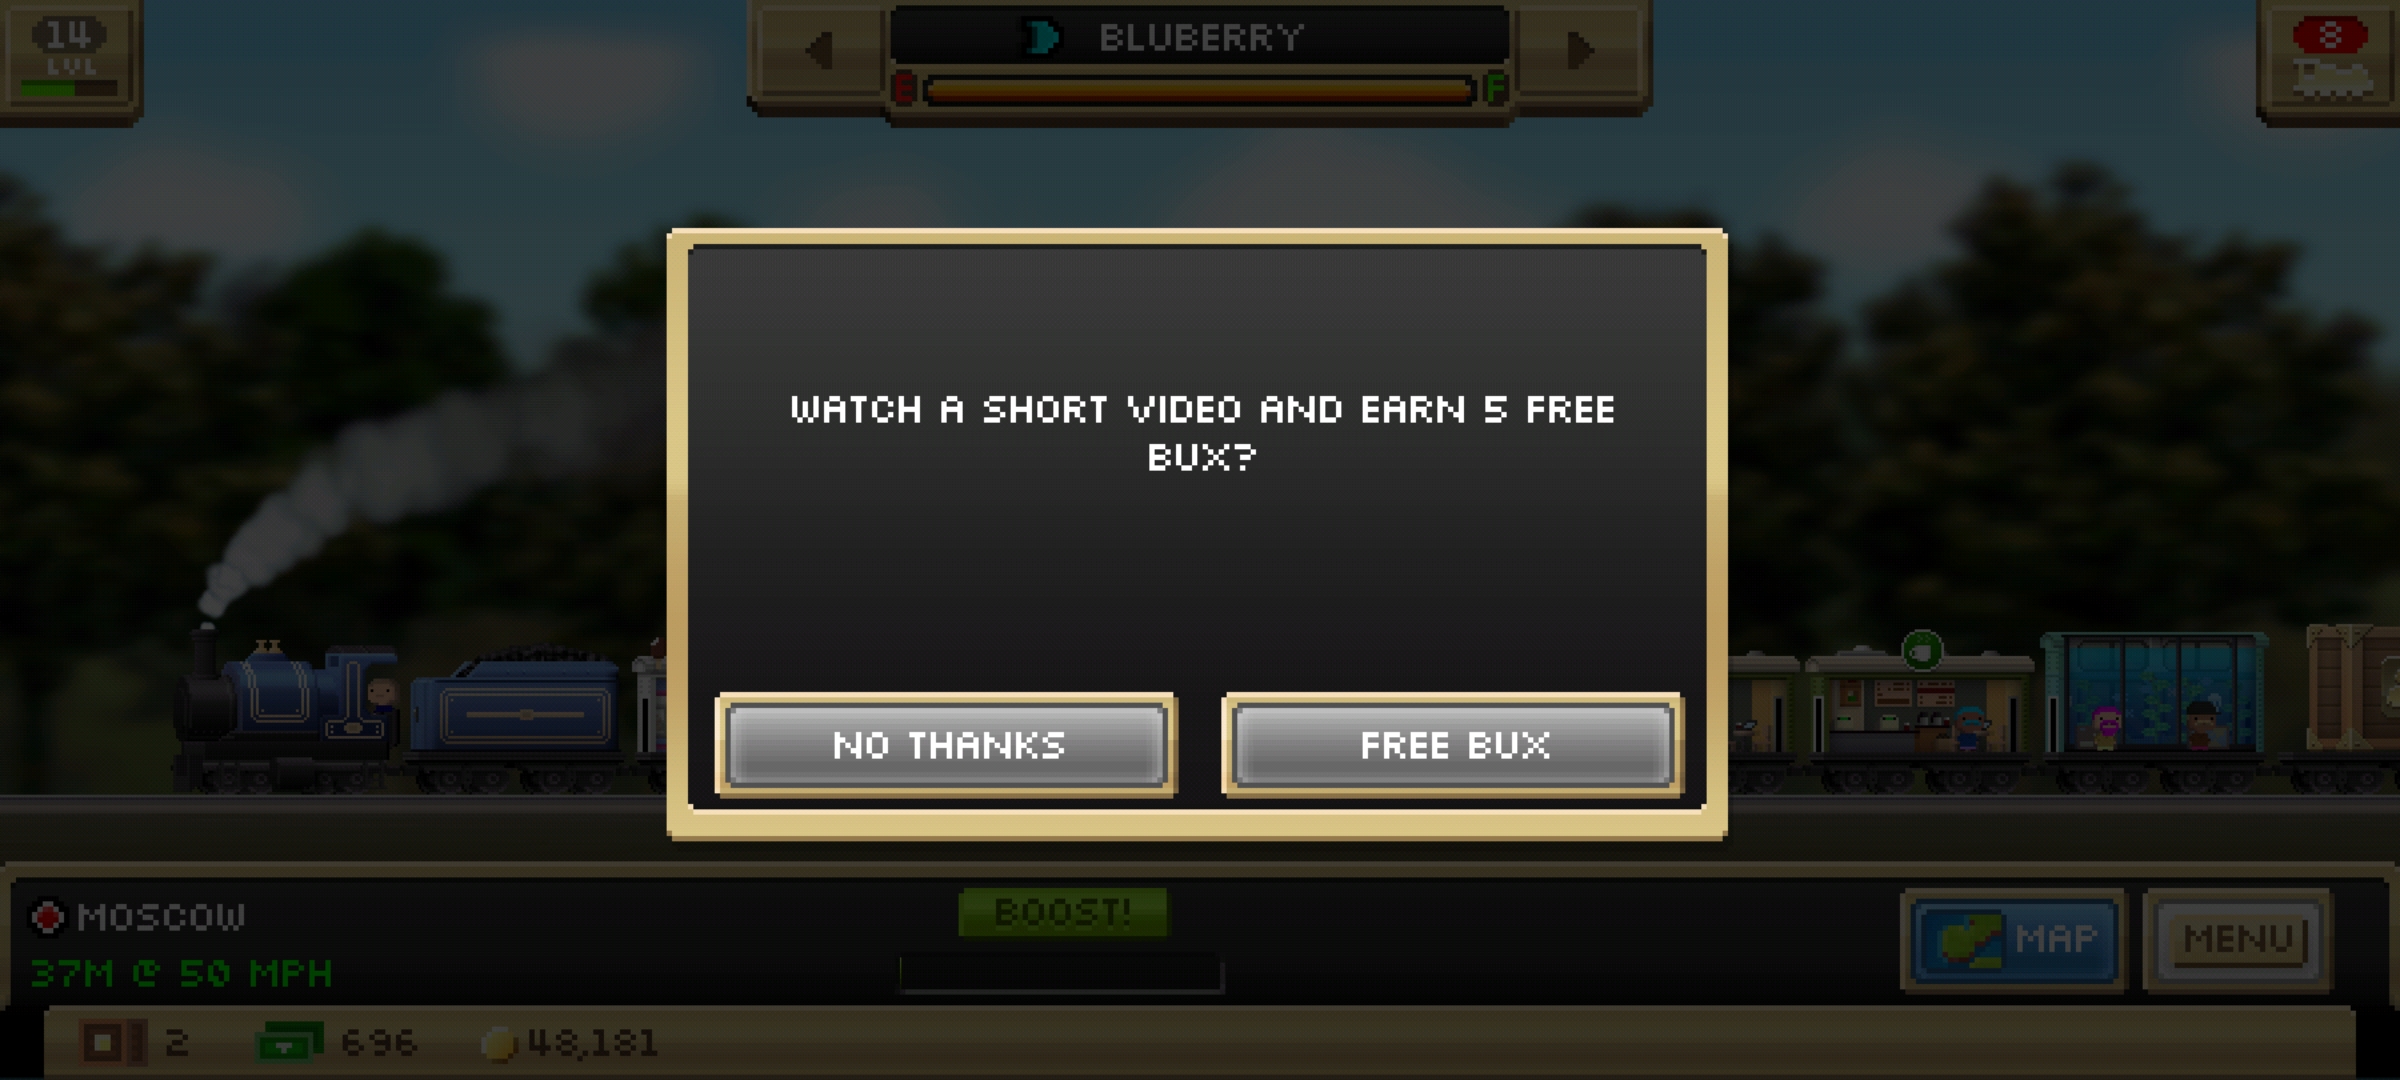 14
LVL
BLUBERRY
E F
8
WATCH A SHORT VIDEO AND EARN 5 FREE
BUX?
NO THANKS
FREE BUX
MOSCOW
37M @ 50 MPH
BOOST!
MAP
MENU
2
696
48,181